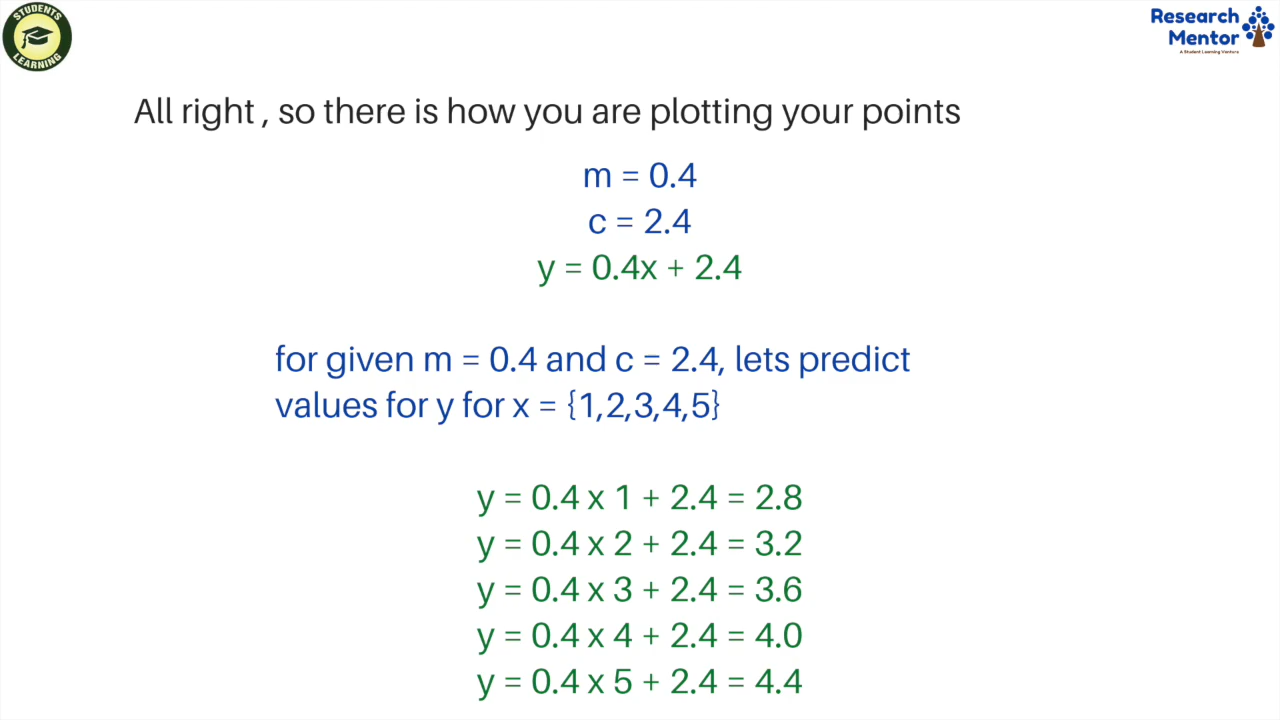 STUDENTS
LEARNING
Research
Mentor
A Student Learning Venture
All right , so there is how you are plotting your points
m = 0.4
c = 2.4
y = 0.4x + 2.4
for given m = 0.4 and c = 2.4, lets predict
values for y for x = {1,2,3,4,5}
y = 0.4 x 1 + 2.4 = 2.8
y = 0.4 x 2 + 2.4 = 3.2
y = 0.4 x 3 + 2.4 = 3.6
y = 0.4 x 4 + 2.4 = 4.0
y = 0.4 x 5 + 2.4 = 4.4